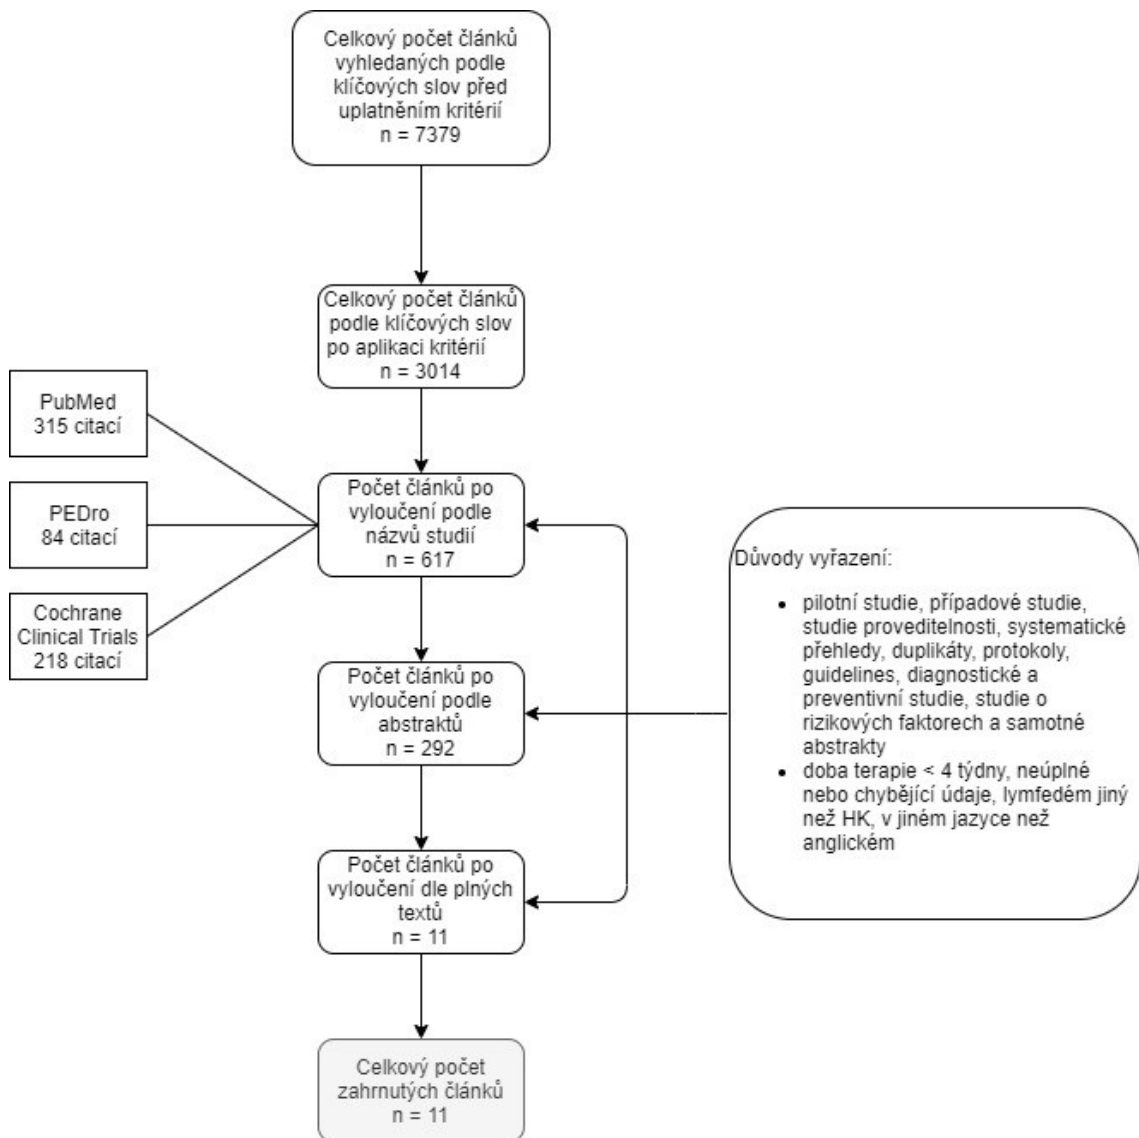 Celkový počet článků
vyhledaných podle
klíčových slov před
uplatněním kritérií
n = 7379
Celkový počet článků
podle klíčových slov
po aplikaci kritérií
n = 3014
PubMed
315 citací
PEDro
84 citací
Cochrane
Clinical Trials
218 citací
Počet článků po
vyloučení podle
názvů studií
n = 617
Počet článků po
vyloučení podle
abstraktů
n = 292
Počet článků po
vyloučení dle plných
textů
n = 11
Celkový počet
zahrnutých článků
n = 11
Důvody vyřazení:
• pilotní studie, případové studie,
studie proveditelnosti, systematické
přehledy, duplikáty, protokoly,
guidelines, diagnostické a
preventivní studie, studie o
rizikových faktorech a samotné
abstrakty
• doba terapie < 4 týdny, neúplné
nebo chybějící údaje, lymfedém jiný
než HK, v jiném jazyce než
anglickém